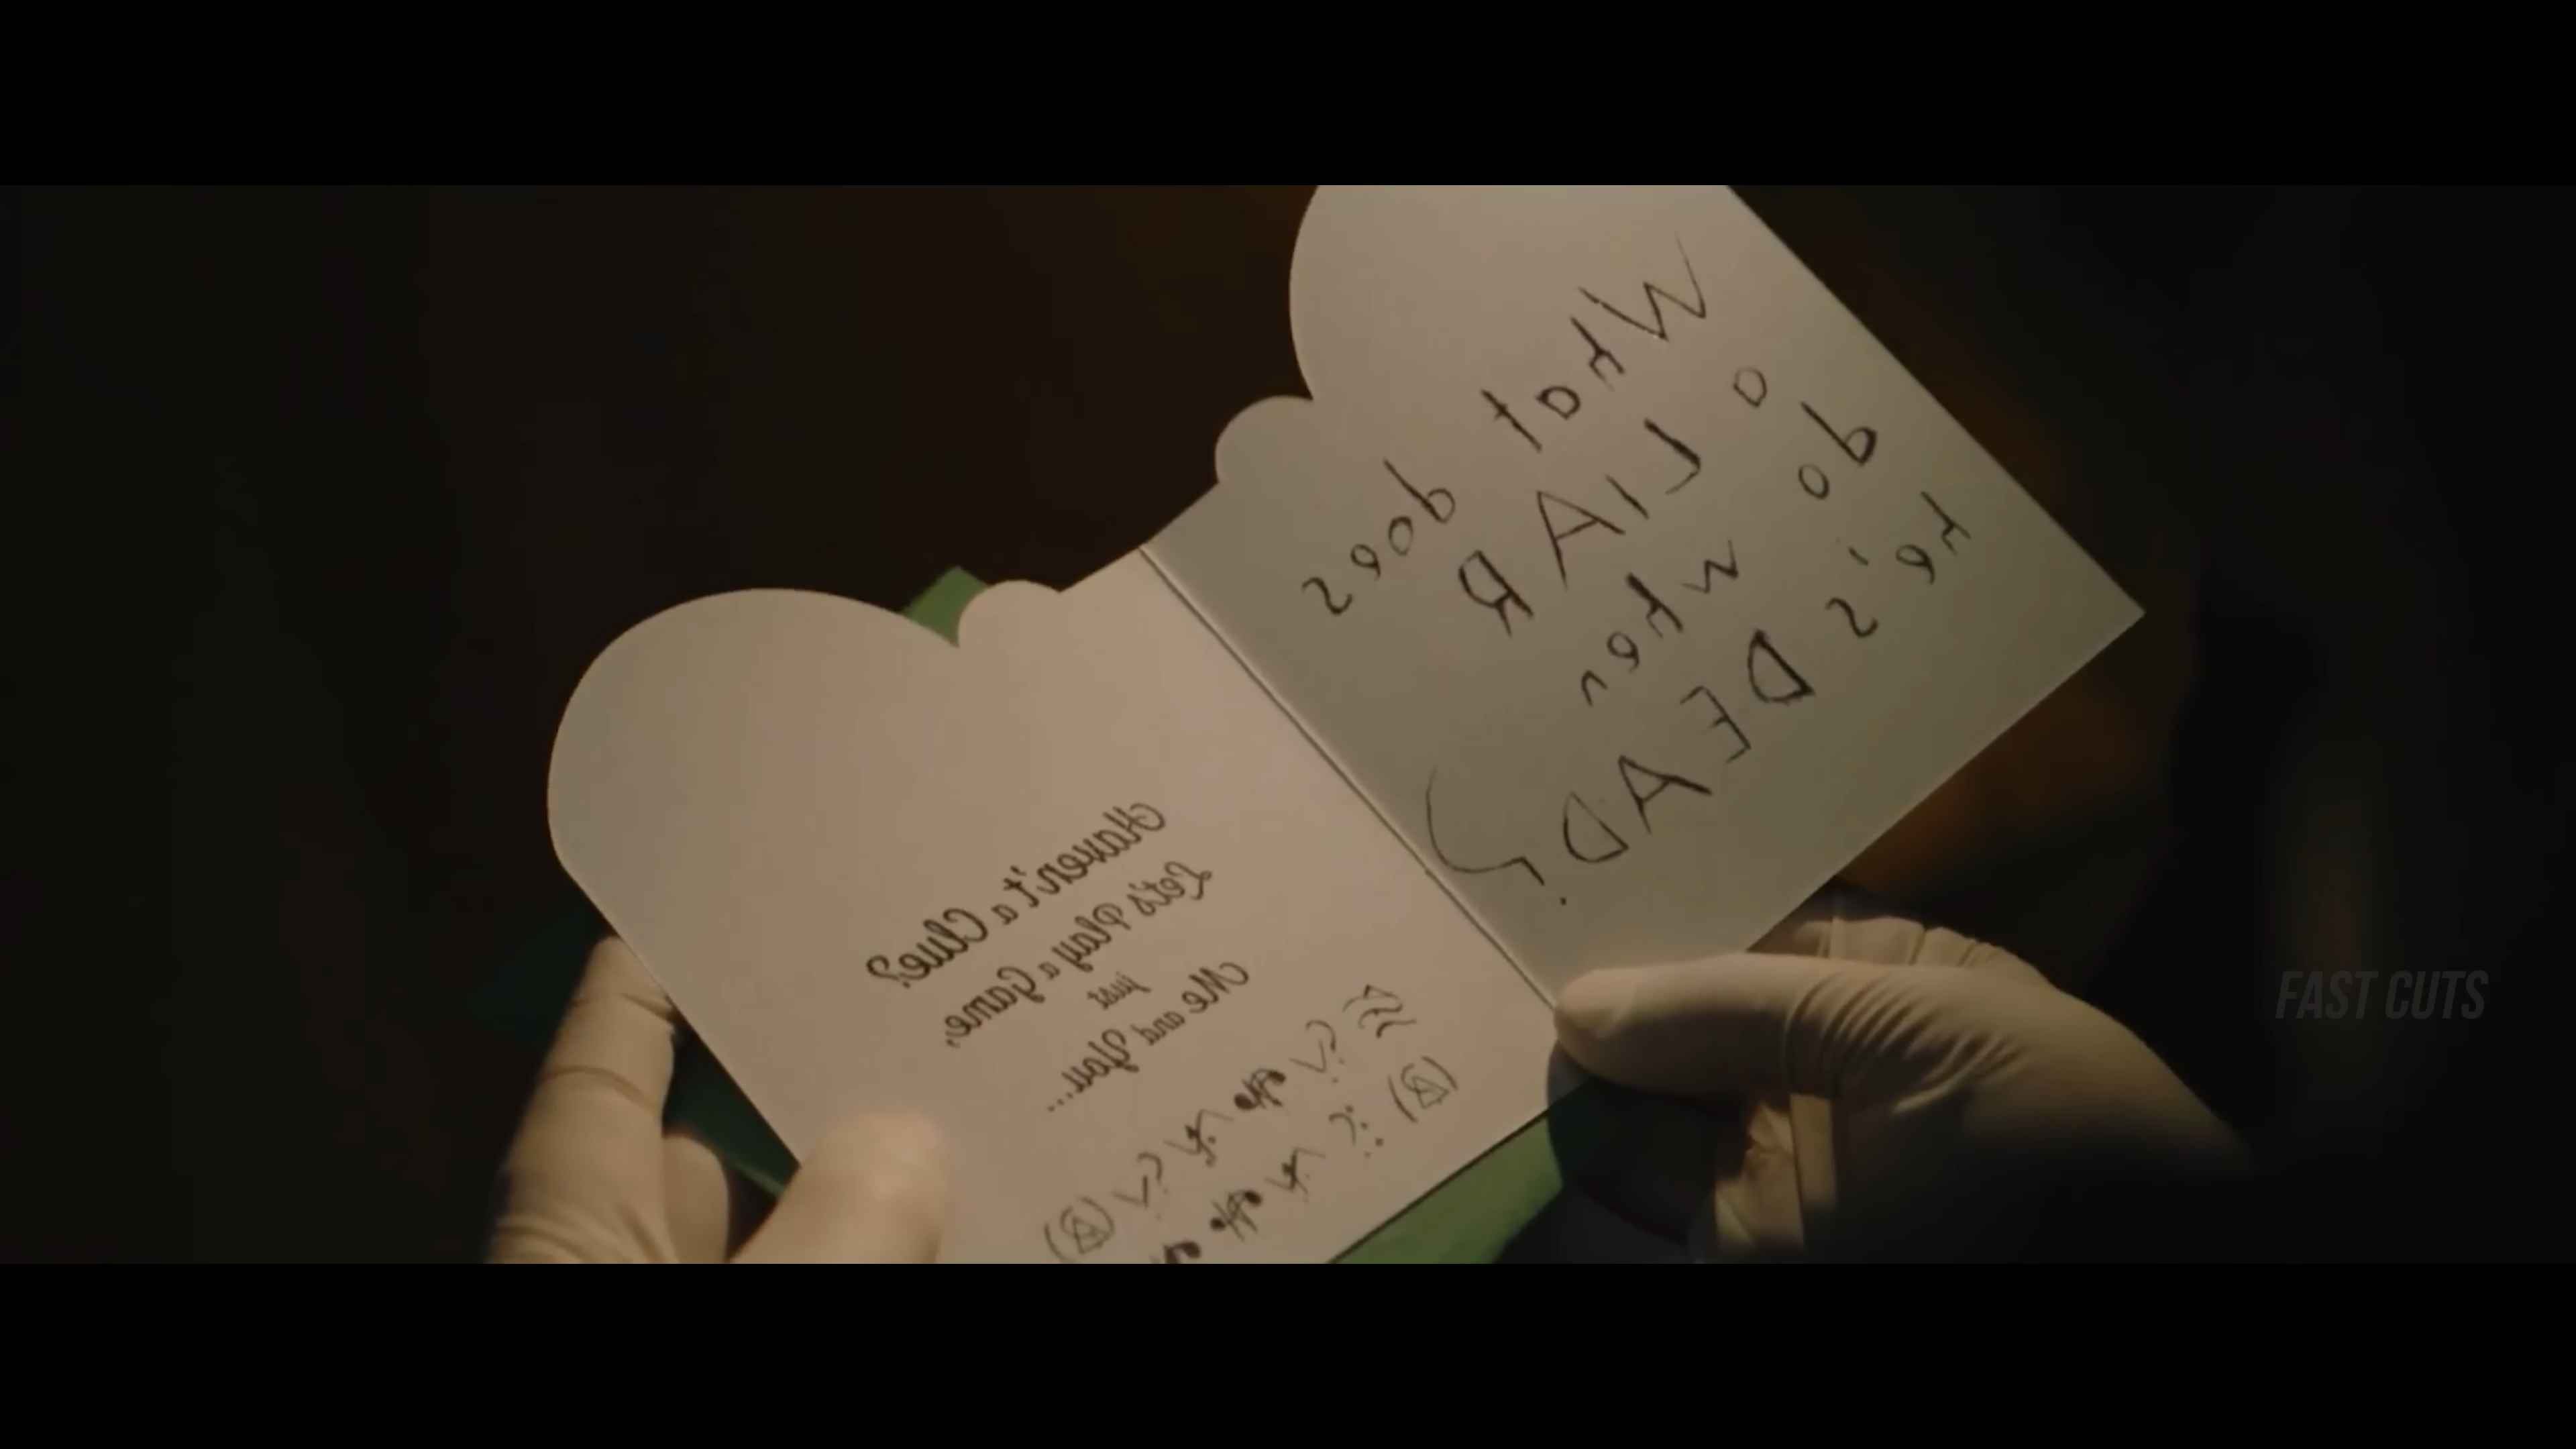 What does
a LIAR
do when
he's DEAD?
Haven't a Clue?
Let's Play a Game,
just
Me and You...
FAST CUTS